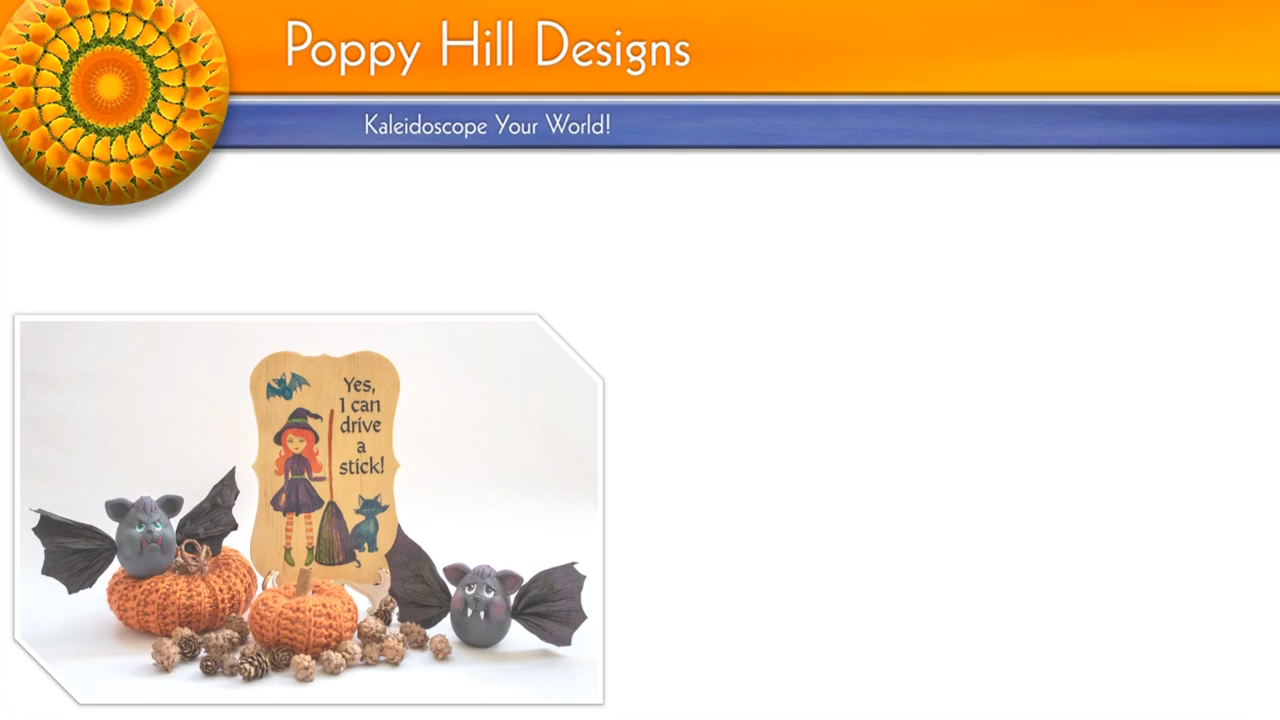 Poppy Hill Designs
Kaleidoscope Your World!
Yes,
I can
drive
a
stick!